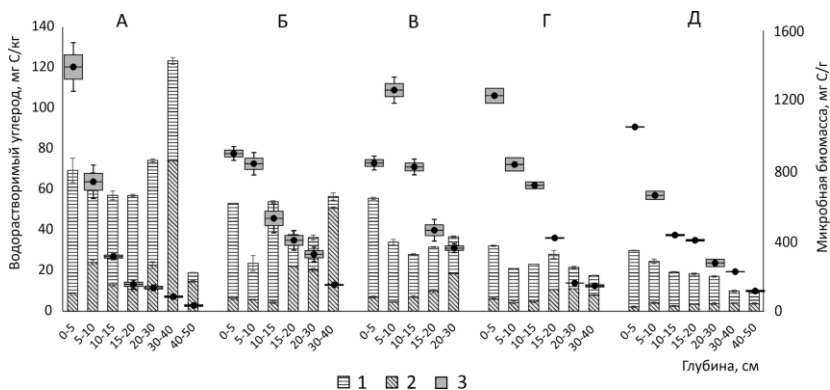 А Б В Г Д
Водорастворимый углерод, мг С/кг
140
120
100
80
60
40
20
0
1600
1200
800
400
0
Микробная биомасса, мг С/г
0-5 5-10 10-15 15-20 20-30 30-40 40-50 0-5 5-10 10-15 15-20 20-30 30-40 0-5 5-10 10-15 15-20 20-30 0-5 5-10 10-15 15-20 20-30 30-40 0-5 5-10 10-15 15-20 20-30 30-40 40-50
Глубина, см
1 2 3